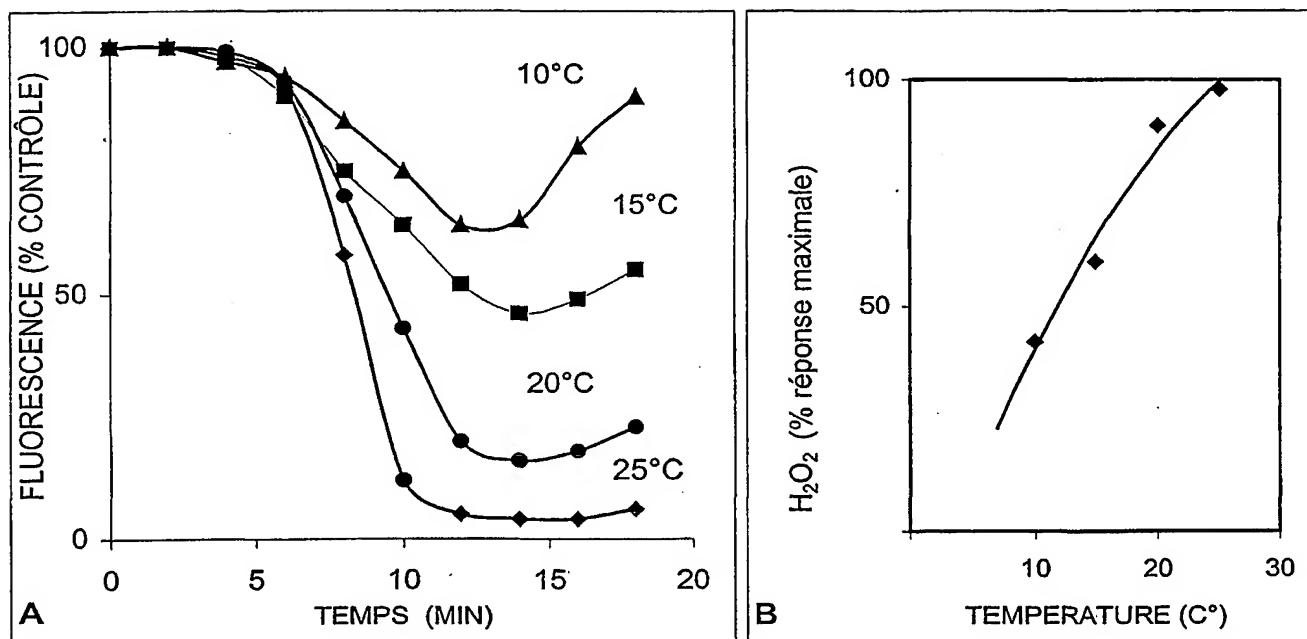 FLUORESCENCE (% CONTRÔLE)
100
50
0
10°C
15°C
20°C
25°C
0 5 10 15 20
A
TEMPS (MIN)
H₂O₂ (% réponse maximale)
100
50
10 20 30
B
TEMPERATURE (C°)